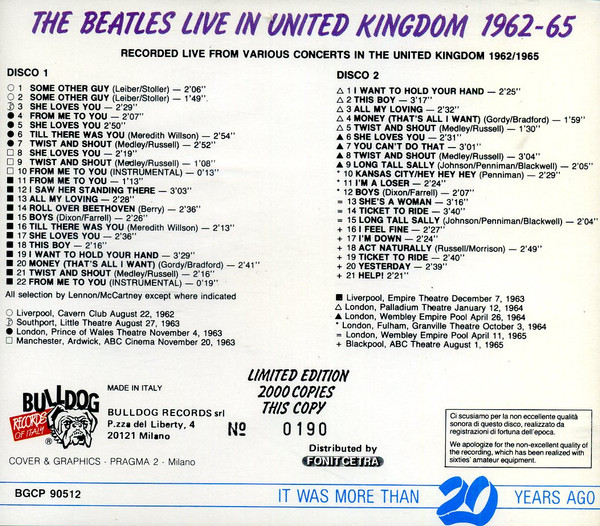 THE BEATLES LIVE IN UNITED KINGDOM 1962-65
RECORDED LIVE FROM VARIOUS CONCERTS IN THE UNITED KINGDOM 1962/1965
DISCO 1
○ 1 SOME OTHER GUY (Leiber/Stoller) — 2'06"
○ 2 SOME OTHER GUY (Leiber/Stoller) — 1'49".
3 SHE LOVES YOU — 2'29"
● 4 FROM ME TO YOU — 2'07"
● 5 SHE LOVES YOU 2'50"
● 6 TILL THERE WAS YOU (Meredith Willson) — 2'54"
● 7 TWIST AND SHOUT (Medley/Russell) — 2'52"
□ 8 SHE LOVES YOU — 2'19"
□ 9 TWIST AND SHOUT (Medley/Russell) — 1'08"
□ 10 FROM ME TO YOU (INSTRUMENTAL) — 0'13"
■ 11 FROM ME TO YOU — 1'13"
■ 12 I SAW HER STANDING THERE — 3'03"
■ 13 ALL MY LOVING — 2'28"
■ 14 ROLL OVER BEETHOVEN (Berry) — 2'36"
■ 15 BOYS (Dixon/Farrell) — 2'26"
■ 16 TILL THERE WAS YOU (Meredith Willson) — 2'13"
■ 17 SHE LOVES YOU — 2'36"
■ 18 THIS BOY — 2'16"
■ 19 I WANT TO HOLD YOUR HAND — 3'29"
■ 20 MONEY (THAT'S ALL I WANT) (Gordy/Bradford) — 2'41"
■ 21 TWIST AND SHOUT (Medley/Russell) — 2'16"
■ 22 FROM ME TO YOU (INSTRUMENTAL) — 0'19"
All selection by Lennon/McCartney except where indicated
○ Liverpool, Cavern Club August 22, 1962
Southport, Little Theatre August 27, 1963
● London, Prince of Wales Theatre November 4, 1963
□ Manchester, Ardwick, ABC Cinema November 20, 1963
DISCO 2
△ 1 I WANT TO HOLD YOUR HAND — 2'25"
△ 2 THIS BOY — 3'17"
△ 3 ALL MY LOVING — 2'32"
△ 4 MONEY (THAT'S ALL I WANT) (Gordy/Bradford) — 1'59"
△ 5 TWIST AND SHOUT (Medley/Russell) — 1'30"
▲ 6 SHE LOVES YOU — 2'31"
▲ 7 YOU CAN'T DO THAT — 3'01"
▲ 8 TWIST AND SHOUT (Medley/Russell) — 3'04"
▲ 9 LONG TALL SALLY (Johnson/Penniman/Blackwell) — 2'05"
* 10 KANSAS CITY/HEY HEY HEY (Penniman) — 2'29"
* 11 I'M A LOSER — 2'24"
* 12 BOYS (Dixon/Farrell) — 2'07"
= 13 SHE'S A WOMAN — 3'16"
= 14 TICKET TO RIDE — 3'40"
= 15 LONG TALL SALLY (Johnson/Penniman/Blackwell) — 2'04"
+ 16 I FEEL FINE — 2'27"
+ 17 I'M DOWN — 2'24"
+ 18 ACT NATURALLY (Russell/Morrison) — 2'49"
+ 19 TICKET TO RIDE — 2'40"
+ 20 YESTERDAY — 2'39"
+ 21 HELP! 2'21"
■ Liverpool, Empire Theatre December 7, 1963
△ London, Palladium Theatre January 12, 1964
▲ London, Wembley Empire Pool April 26, 1964
* London, Fulham, Granville Theatre October 3, 1964
= London, Wembley Empire Pool April 11, 1965
+ Blackpool, ABC Theatre August 1, 1965
BULLDOG
RECORDS
OF ITALY
MADE IN ITALY
BULLDOG RECORDS srl
P.zza del Liberty, 4
20121 Milano
COVER & GRAPHICS - PRAGMA 2 - Milano
LIMITED EDITION
2000 COPIES
THIS COPY
Nº 0190
Distributed by
FONIT CETRA
Ci scusiamo per la non eccellente qualità
sonora di questo disco, realizzato da
registrazioni di fortuna dell'epoca.
We apologize for the non-excellent quality of
the recording, which has been realized with
sixties' amateur equipment.
BGCP 90512
IT WAS MORE THAN 20 YEARS AGO